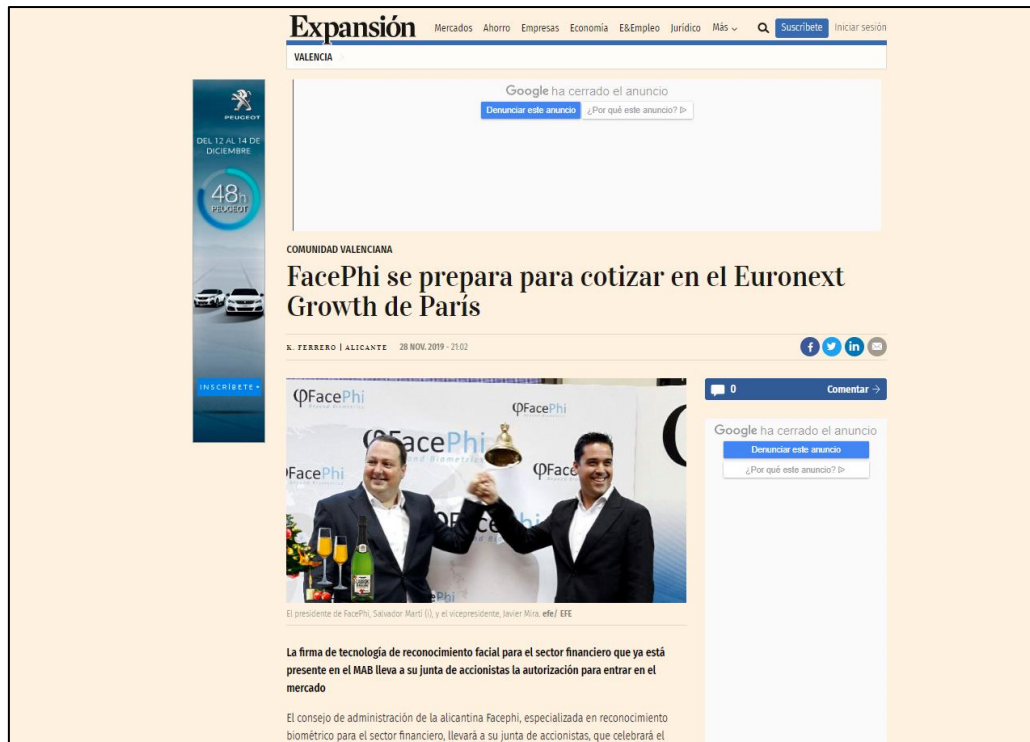 Expansión
Mercados Ahorro Empresas Economía E&Empleo Jurídico Más Suscríbete Iniciar sesión
VALENCIA
Google ha cerrado el anuncio
Denunciar este anuncio ¿Por qué este anuncio?
PEUGEOT
DEL 12 AL 14 DE
DICIEMBRE
48h
PEUGEOT
INSCRÍBETE
COMUNIDAD VALENCIANA
FacePhi se prepara para cotizar en el Euronext
Growth de París
K. FERRERO | ALICANTE 28 NOV. 2019 - 21:02
0 Comentar
Google ha cerrado el anuncio
Denunciar este anuncio
¿Por qué este anuncio?
φFacePhi
Beyond Biometrics
φFacePhi
FacePhi
nd Biometrics
FacePhi
φFace
El presidente de FacePhi, Salvador Martí (i), y el vicepresidente, Javier Mira. efe/ EFE
La firma de tecnología de reconocimiento facial para el sector financiero que ya está
presente en el MAB lleva a su junta de accionistas la autorización para entrar en el
mercado
El consejo de administración de la alicantina Facephi, especializada en reconocimiento
biométrico para el sector financiero, llevará a su junta de accionistas, que celebrará el